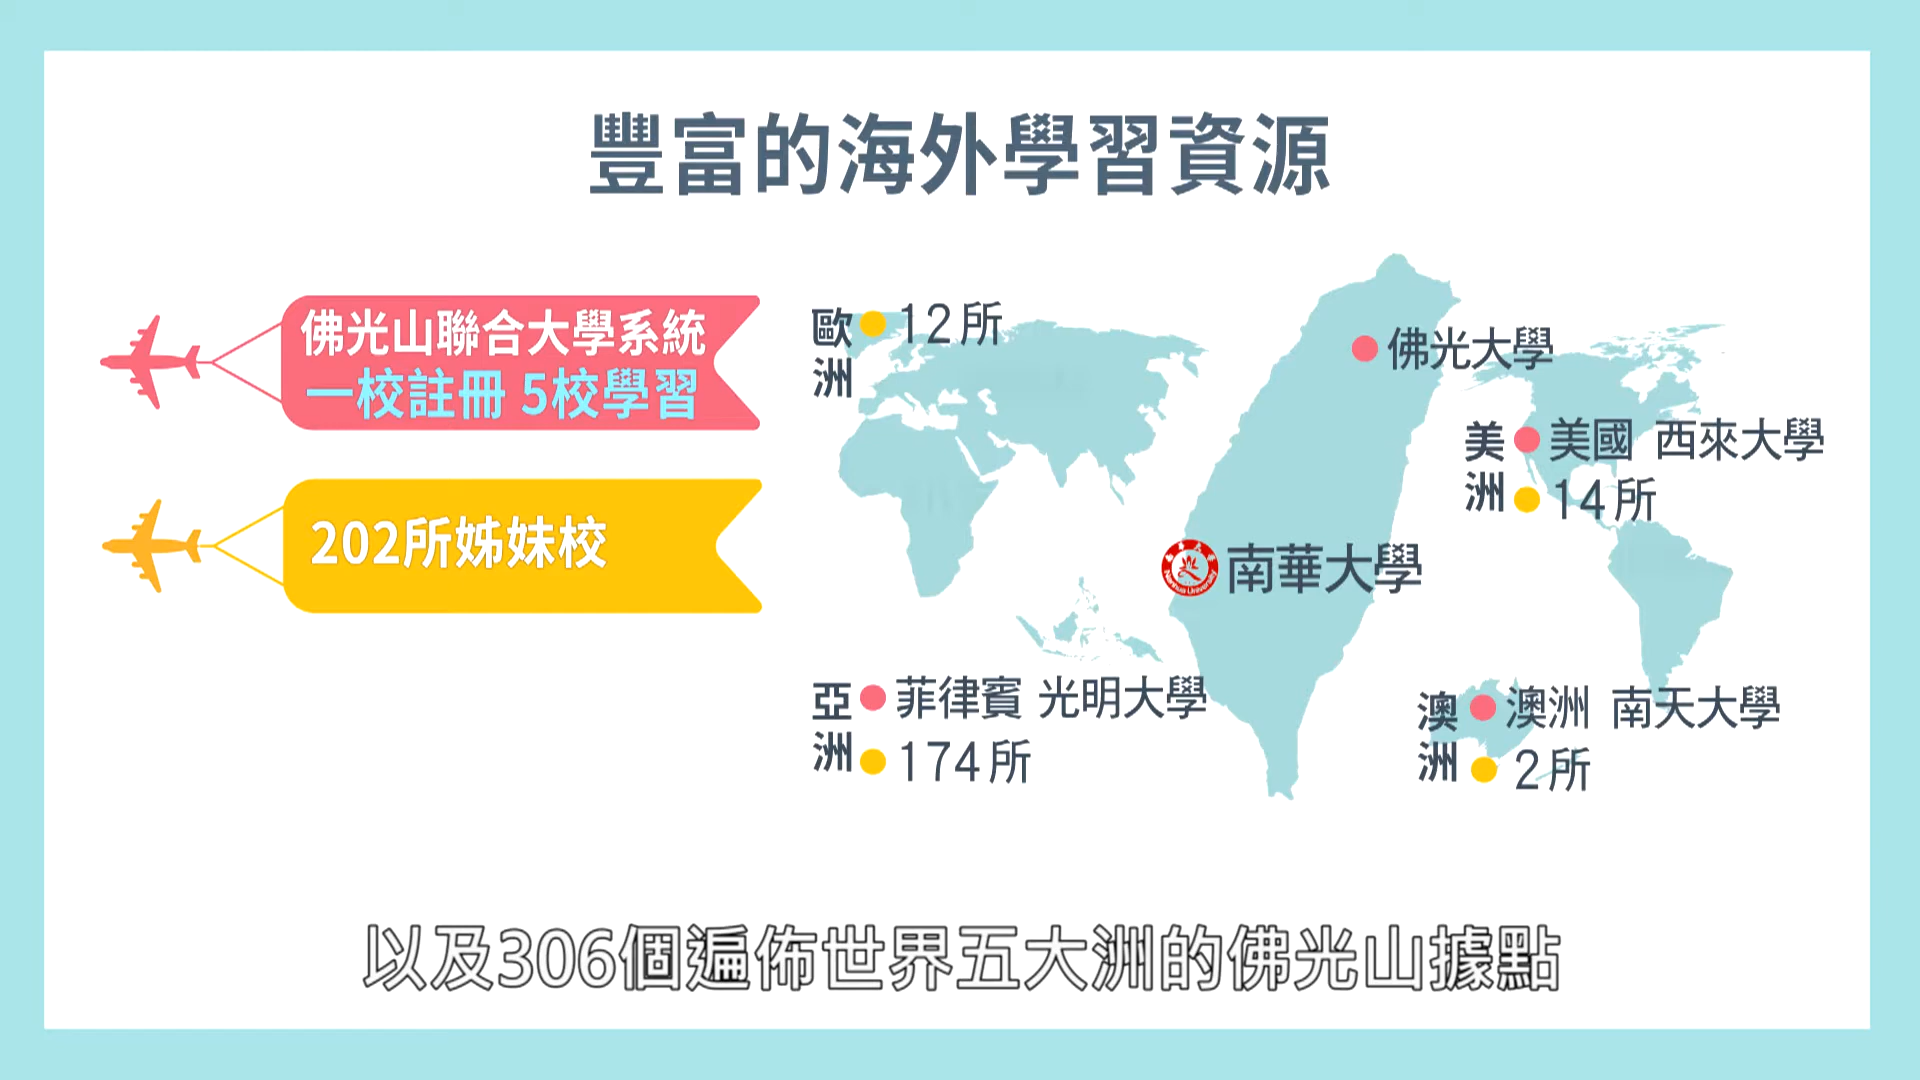 豐富的海外學習資源
佛光山聯合大學系統
一校註冊 5校學習
202所姊妹校
歐洲
12所
佛光大學
美洲
美國 西來大學
14所
南華大學
亞洲
菲律賓 光明大學
174所
澳洲
澳洲 南天大學
2所
以及306個遍佈世界五大洲的佛光山據點